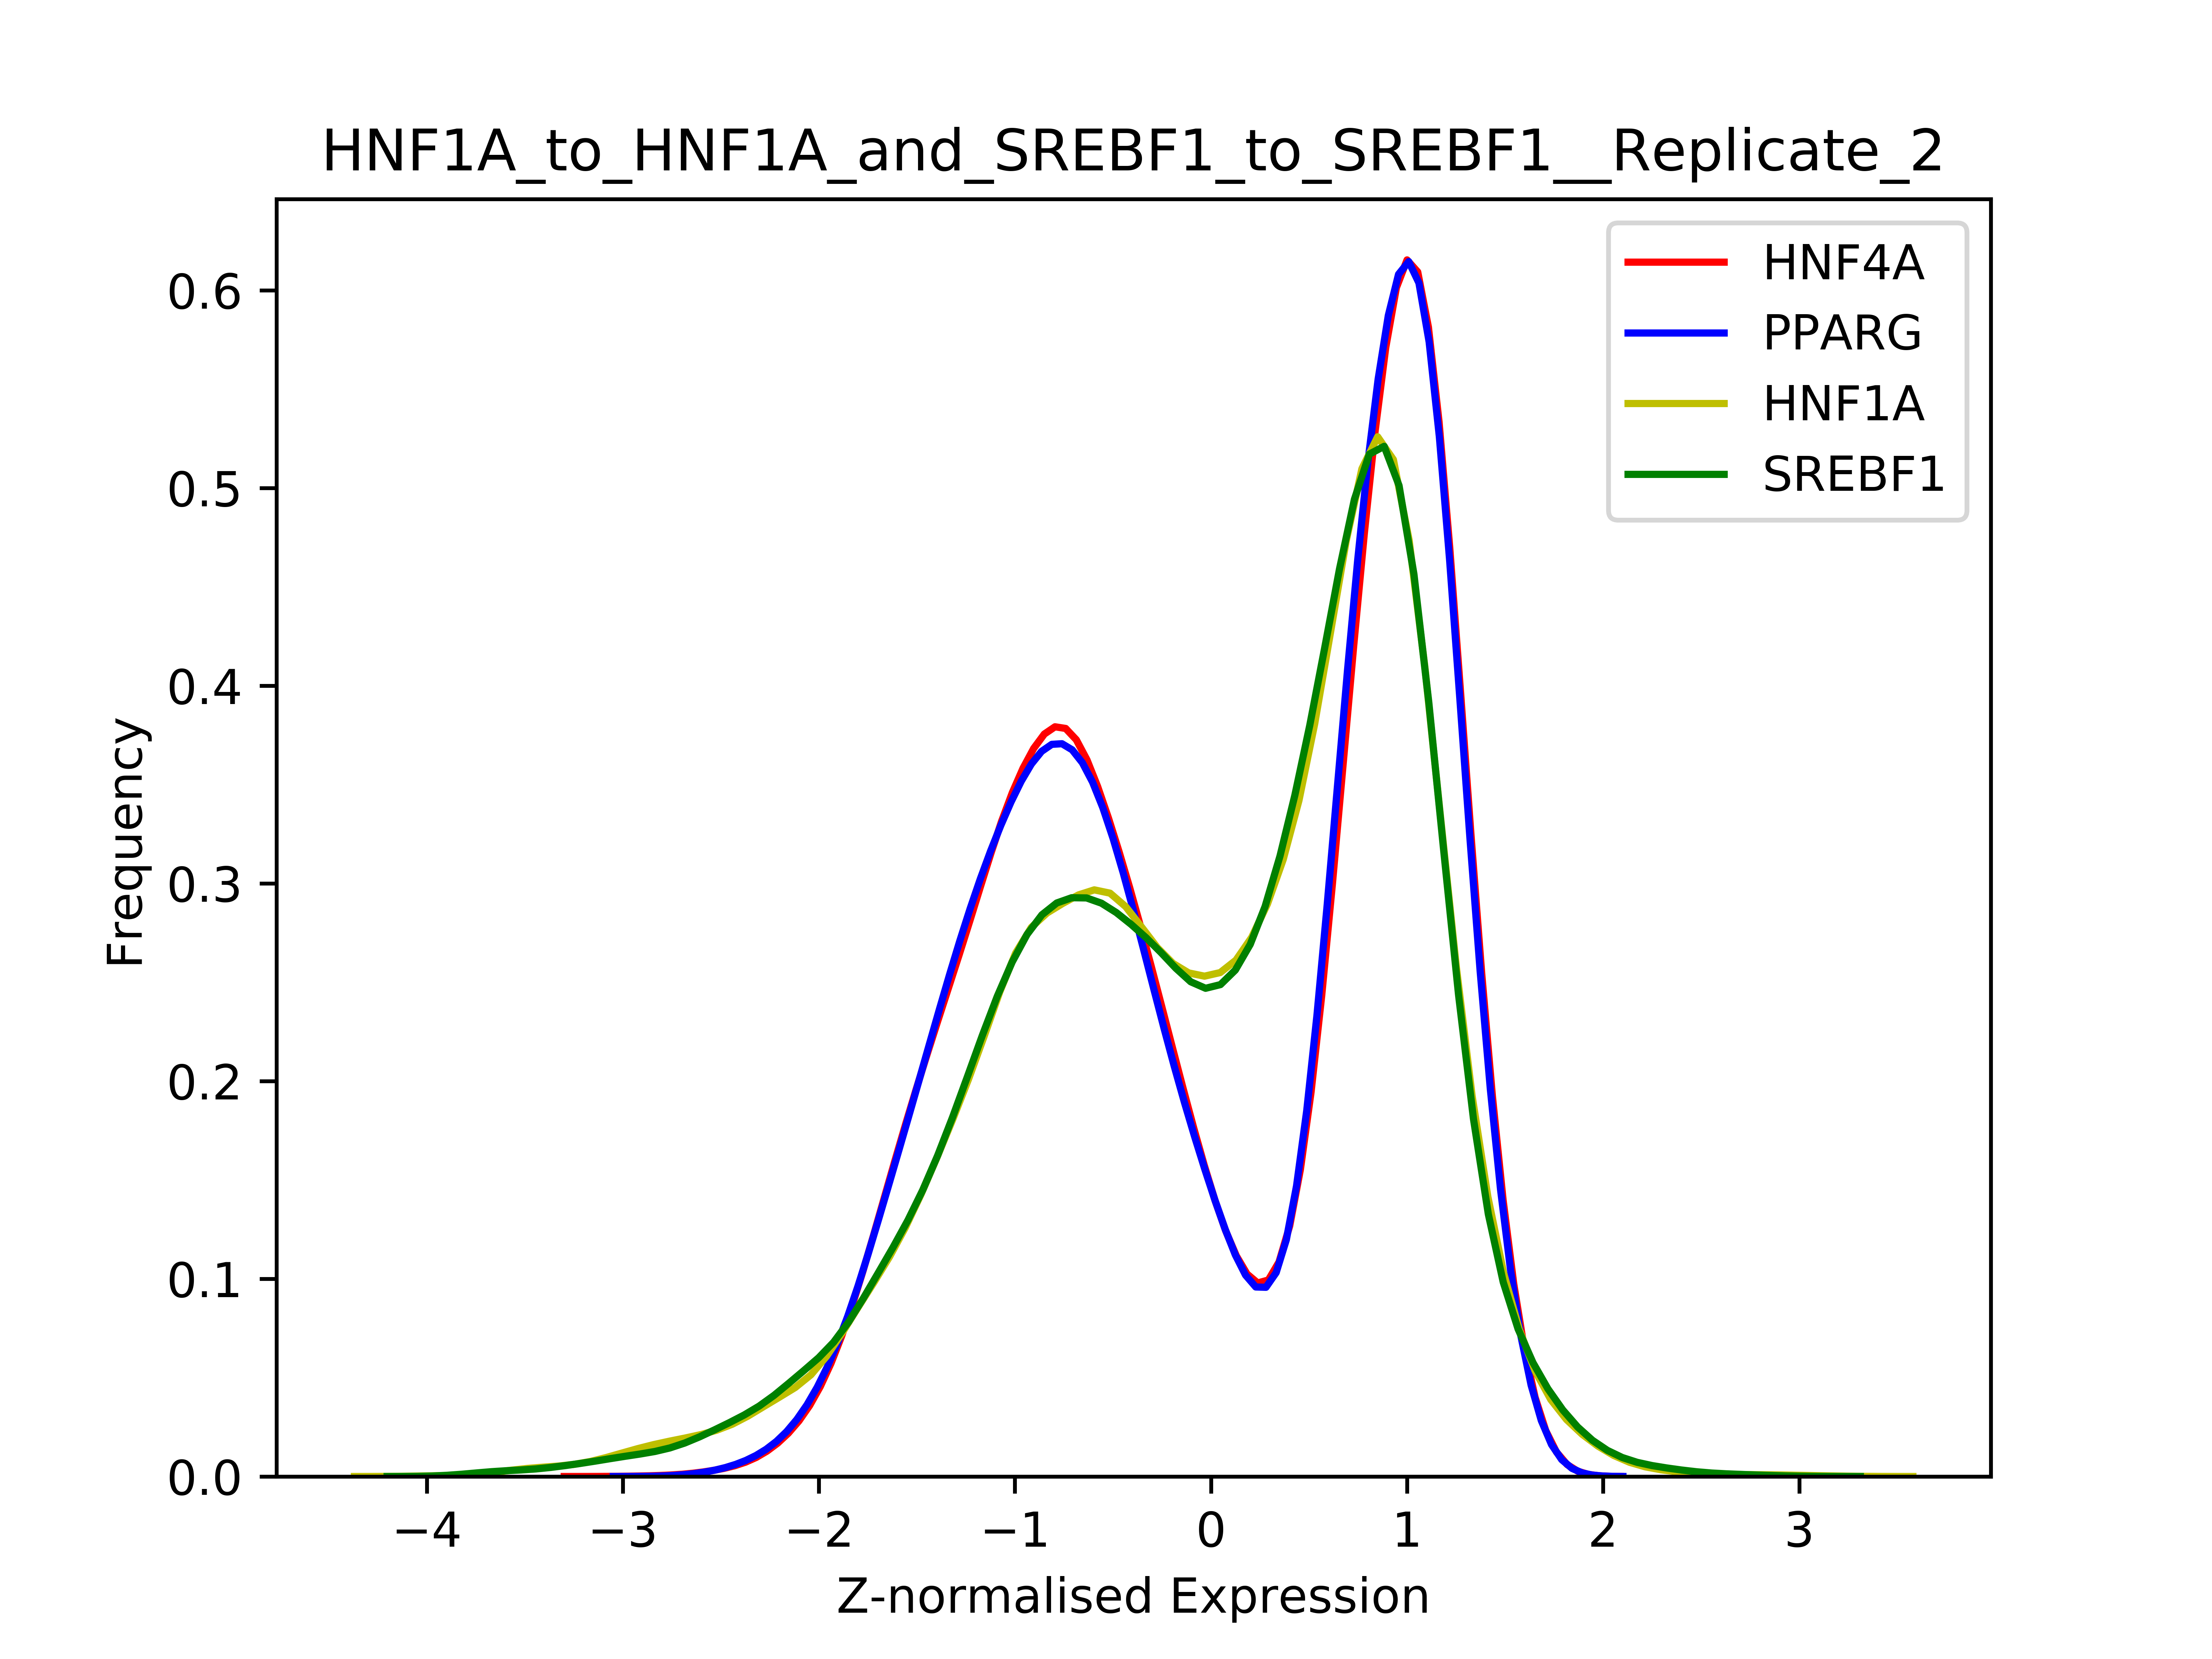 HNF1A_to_HNF1A_and_SREBF1_to_SREBF1__Replicate_2
HNF4A
PPARG
HNF1A
SREBF1
Frequency
0.6
0.5
0.4
0.3
0.2
0.1
0.0
−4 −3 −2 −1 0 1 2 3
Z-normalised Expression